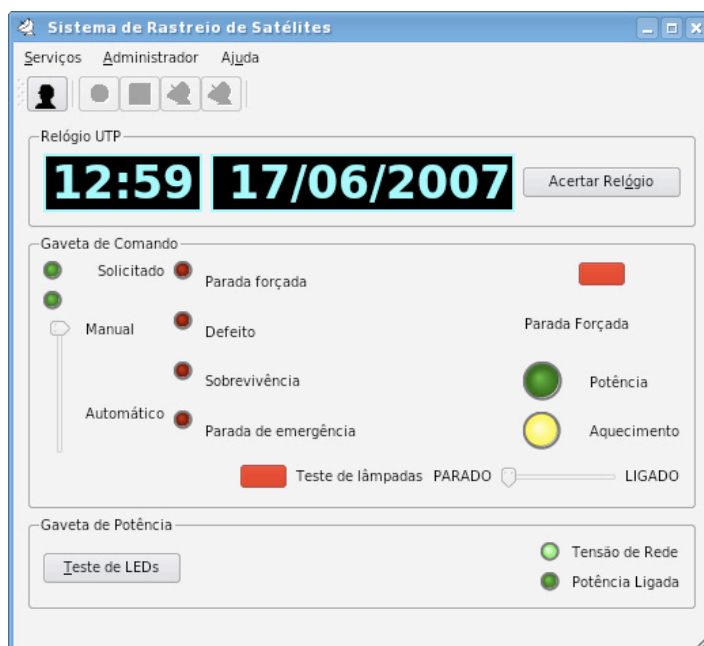 Sistema de Rastreio de Satélites
Serviços Administrador Ajuda
Relógio UTP
12:59 17/06/2007 Acertar Relógio
Gaveta de Comando
Solicitado
Manual
Automático
Parada forçada
Defeito
Sobrevivência
Parada de emergência
Parada Forçada
Potência
Aquecimento
Teste de lâmpadas PARADO LIGADO
Gaveta de Potência
Teste de LEDs
Tensão de Rede
Potência Ligada